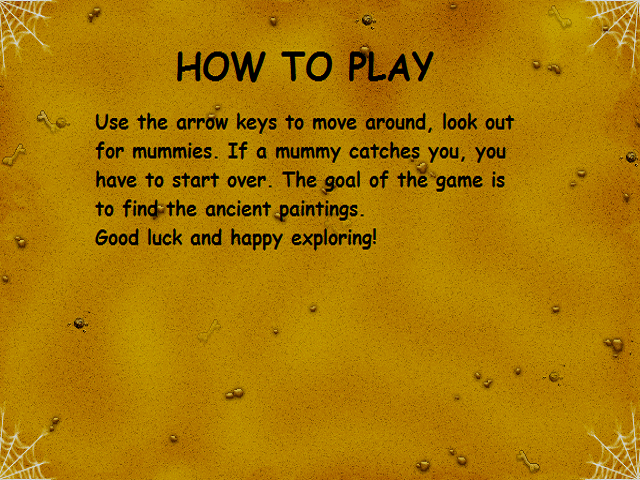 HOW TO PLAY
Use the arrow keys to move around, look out
for mummies. If a mummy catches you, you
have to start over. The goal of the game is
to find the ancient paintings.
Good luck and happy exploring!